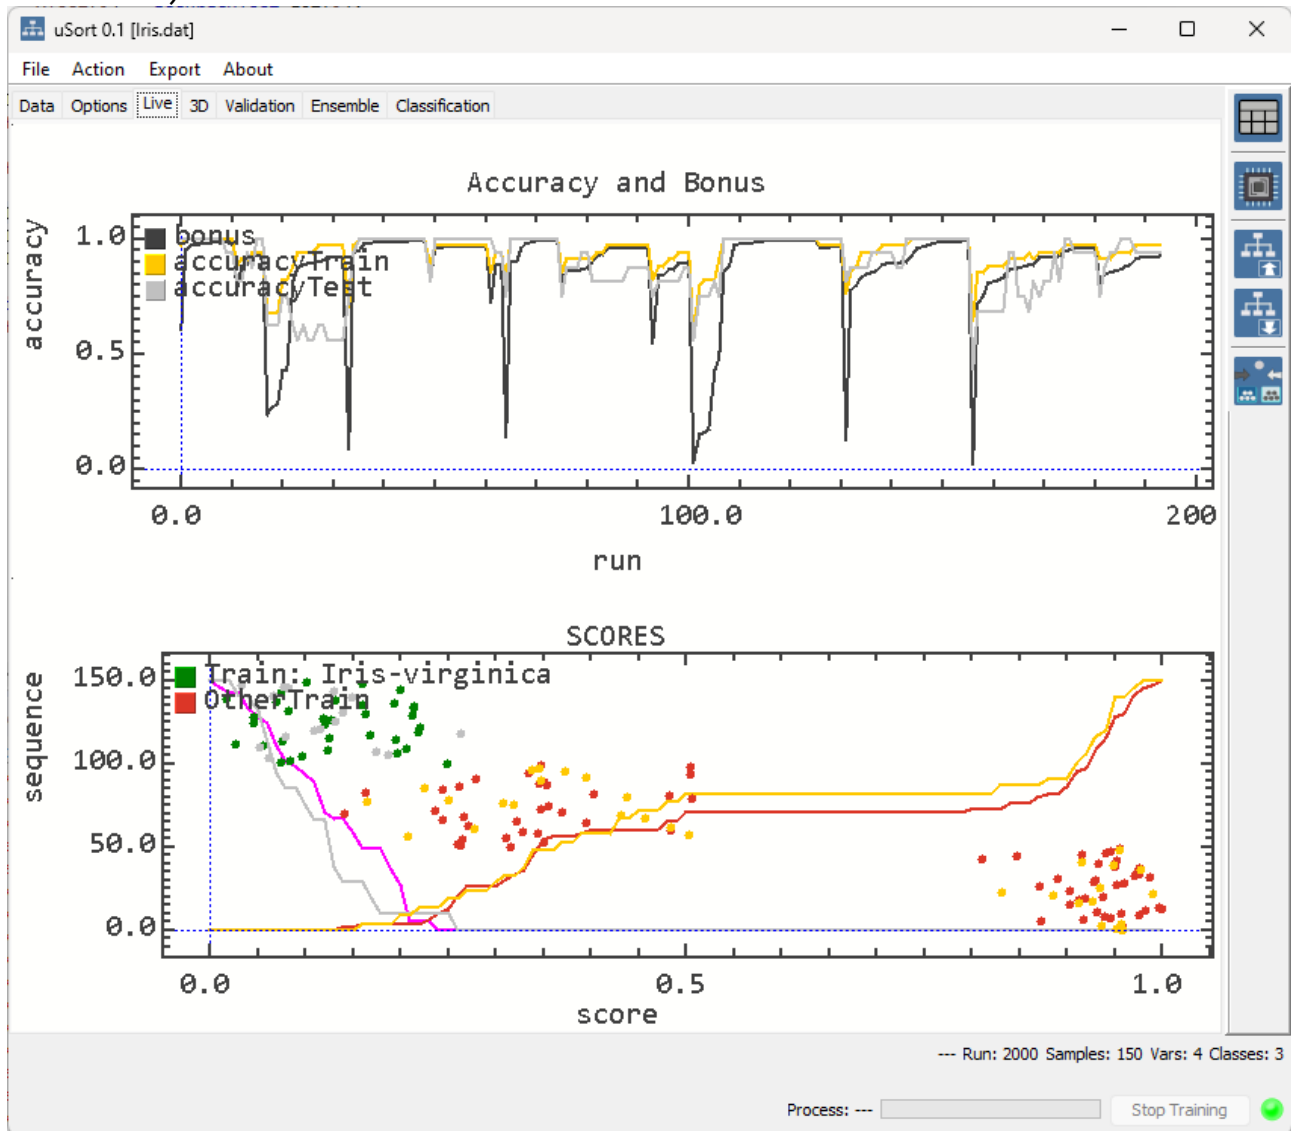 uSort 0.1 [Iris.dat]
File Action Export About
Data Options Live 3D Validation Ensemble Classification
Accuracy and Bonus
accuracy
1.0
0.5
0.0
bonus
accuracyTrain
accuracyTest
0.0 100.0 200
run
SCORES
sequence
150.0
100.0
50.0
0.0
Train: Iris-virginica
OtherTrain
0.0 0.5 1.0
score
--- Run: 2000 Samples: 150 Vars: 4 Classes: 3
Process: --- Stop Training